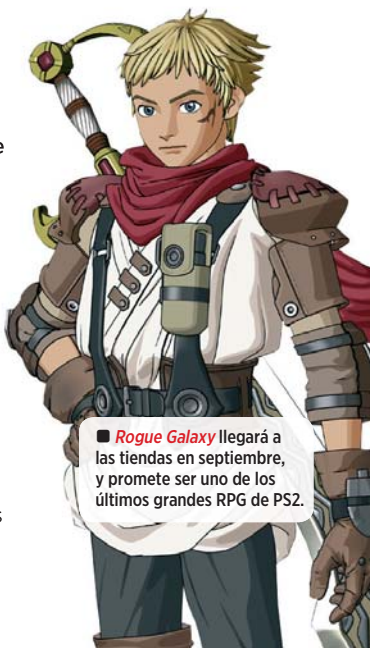 e
s
■ Rogue Galaxy llegará a
las tiendas en septiembre,
y promete ser uno de los
últimos grandes RPG de PS2.